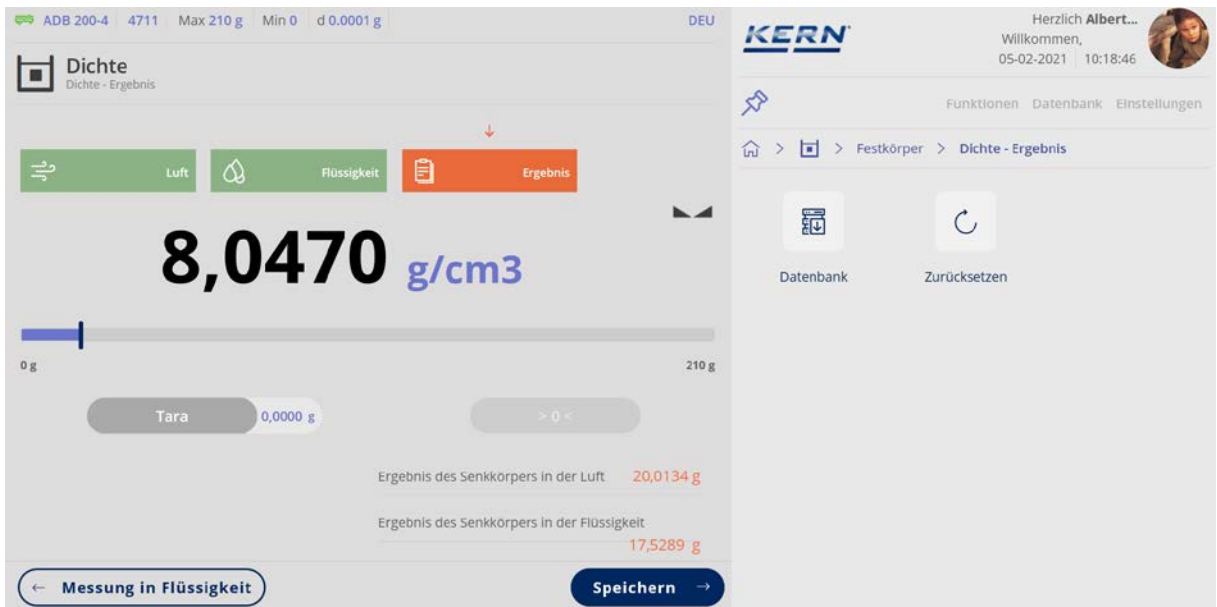 ADB 200-4 4711 Max 210 g Min 0 d 0.0001 g DEU
Dichte
Dichte - Ergebnis
Luft
Flüssigkeit
Ergebnis
8,0470 g/cm3
0 g
210 g
Tara 0,0000 g
> 0 <
Ergebnis des Senkkörpers in der Luft 20,0134 g
Ergebnis des Senkkörpers in der Flüssigkeit
17,5289 g
← Messung in Flüssigkeit
Speichern →
KERN
Herzlich Albert...
Willkommen,
05-02-2021 10:18:46
Funktionen Datenbank Einstellungen
> > Festkörper > Dichte - Ergebnis
Datenbank
Zurücksetzen